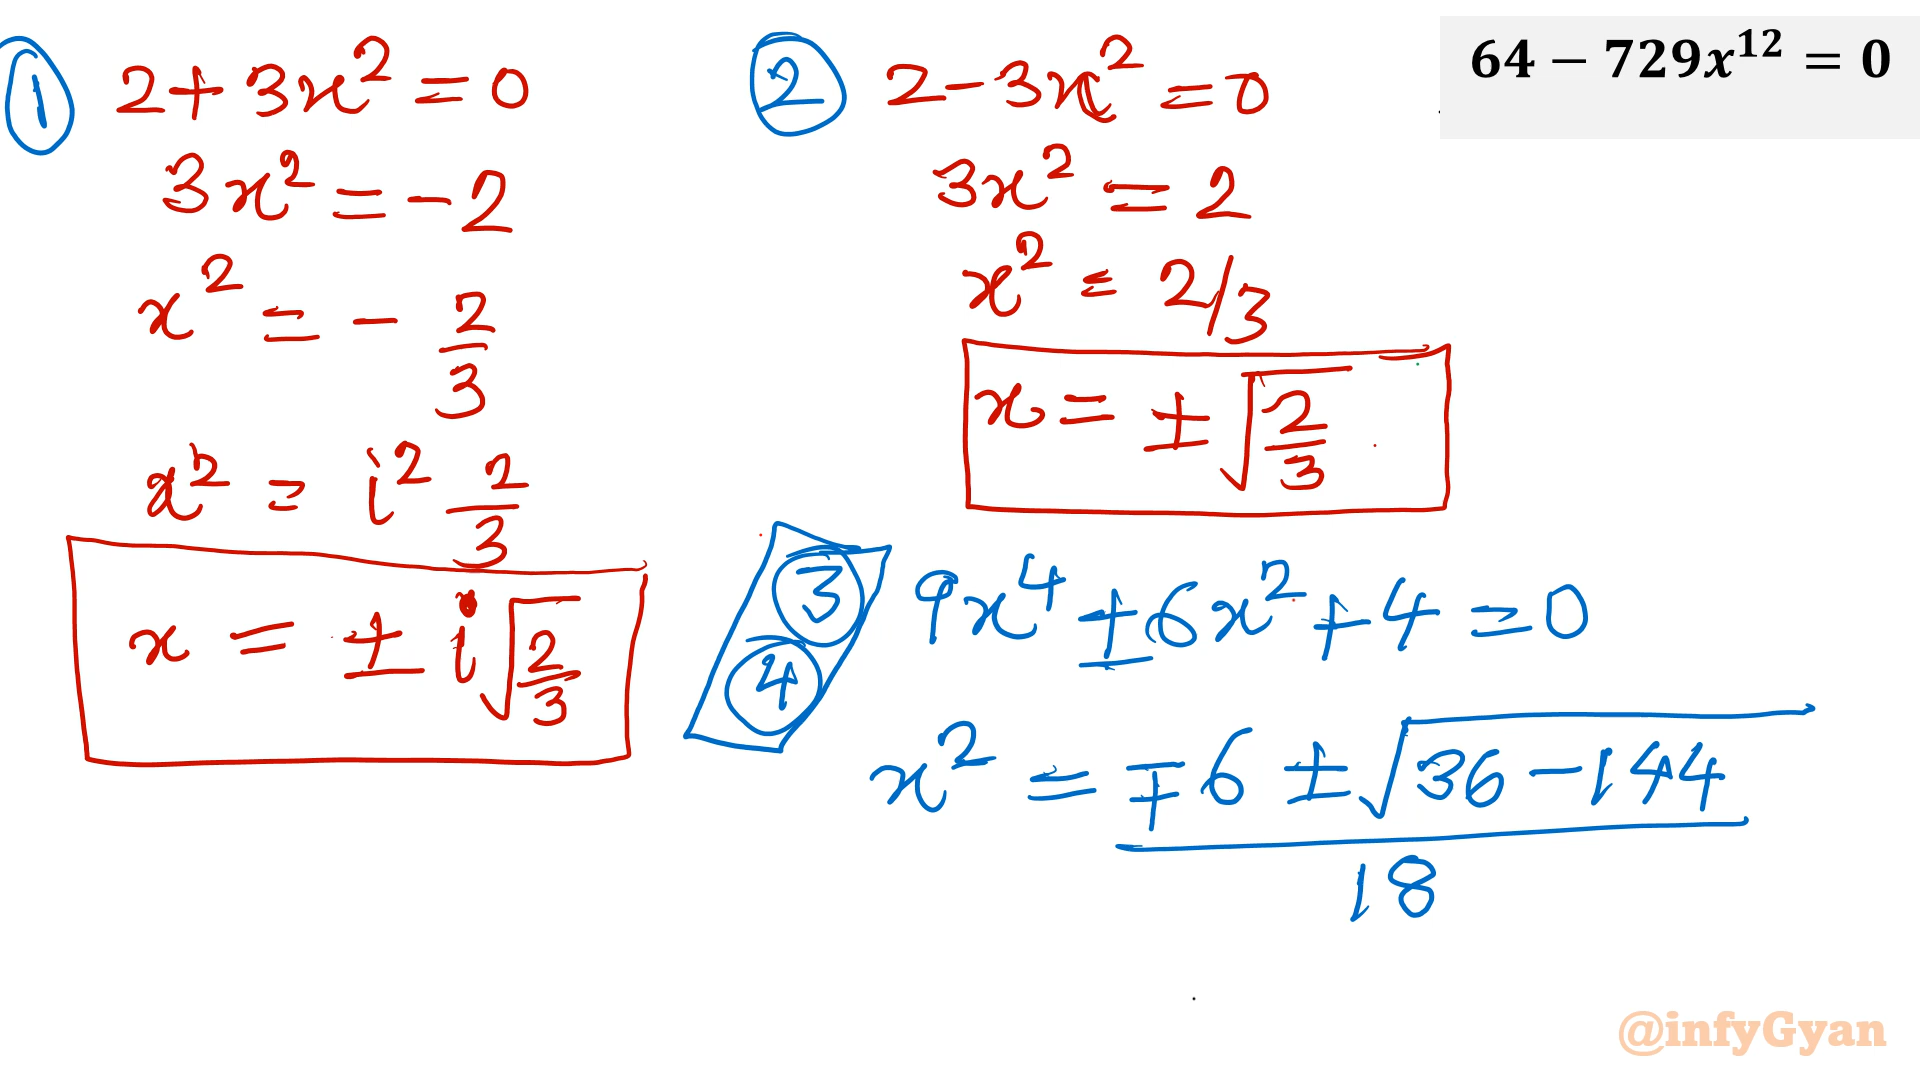 64 − 729x¹² = 0
① 2 + 3x² = 0
3x² = − 2
x² = − 2/3
x² = i² 2/3
x = ± i√(2/3)
② 2 − 3x² = 0
3x² = 2
x² = 2/3
x = ± √(2/3)
③ ④ 9x⁴ ± 6x² + 4 = 0
x² = (∓6 ± √(36 − 144))/18
@infyGyan